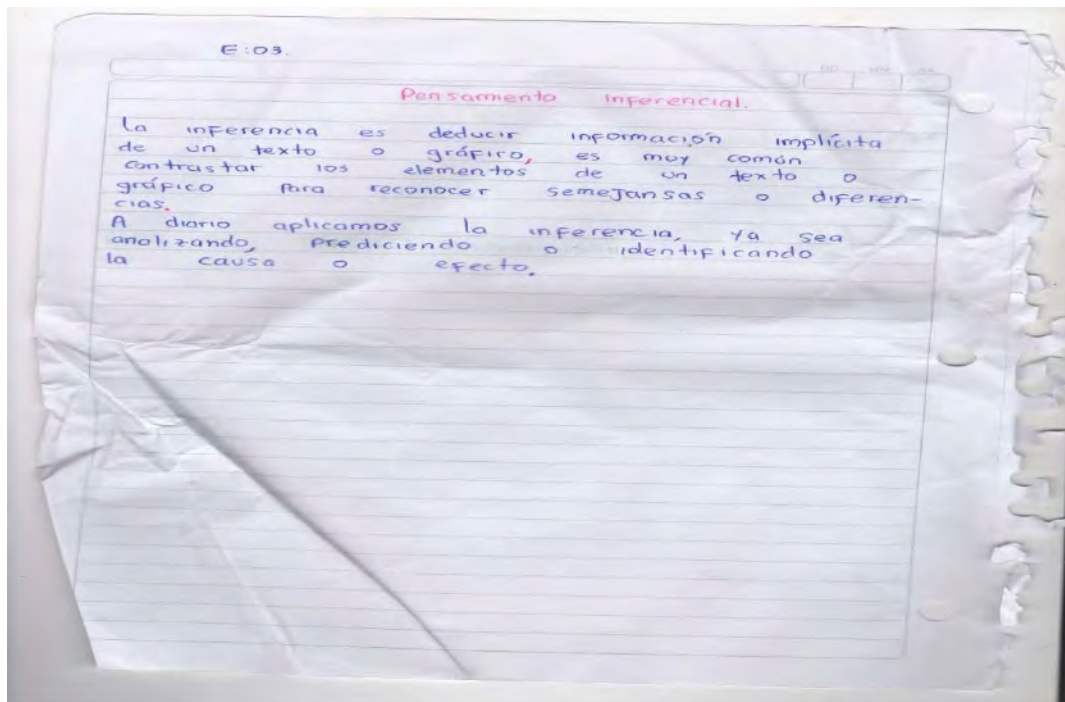 E:03.
Pensamiento inferencial.
la inferencia es deducir información implícita
de un texto o gráfico, es muy común
contrastar los elementos de un texto o
gráfico para reconocer semejansas o diferen-
cias.
A diario aplicamos la inferencia, ya sea
analizando, prediciendo o identificando
la causa o efecto.